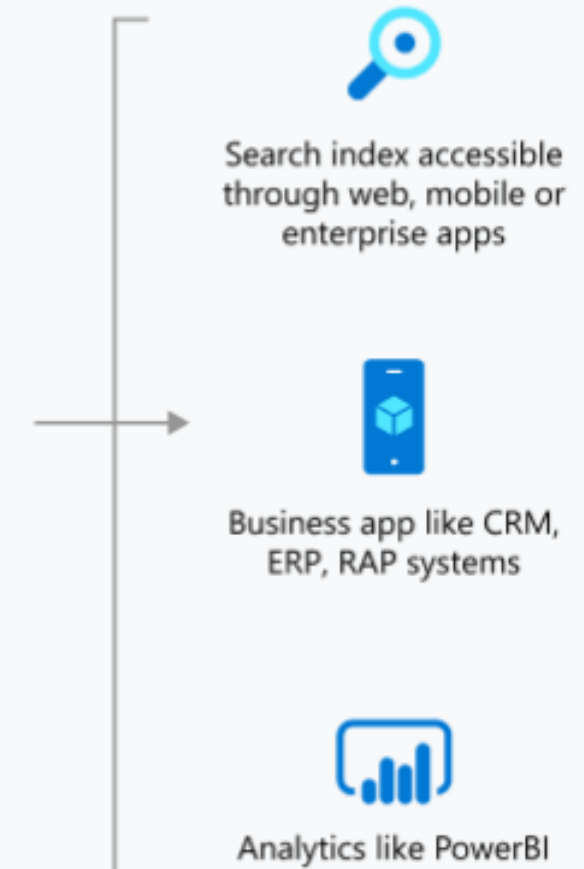 Search index accessible
through web, mobile or
enterprise apps
Business app like CRM,
ERP, RAP systems
Analytics like PowerBI